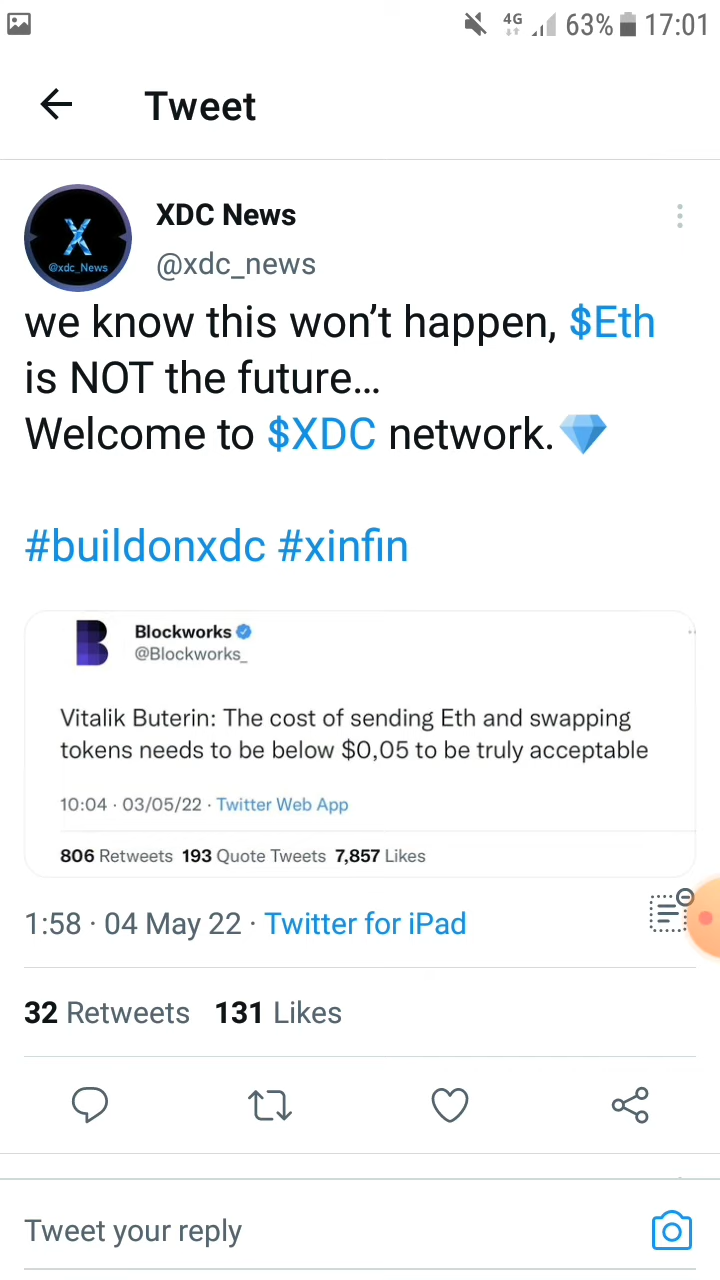 4G 63% 17:01
Tweet
XDC News
@xdc_News
@xdc_news
we know this won’t happen, $Eth
is NOT the future...
Welcome to $XDC network.💎
#buildonxdc #xinfin
Blockworks
@Blockworks_
Vitalik Buterin: The cost of sending Eth and swapping
tokens needs to be below $0,05 to be truly acceptable
10:04 · 03/05/22 · Twitter Web App
806 Retweets 193 Quote Tweets 7,857 Likes
1:58 · 04 May 22 · Twitter for iPad
32 Retweets 131 Likes
Tweet your reply